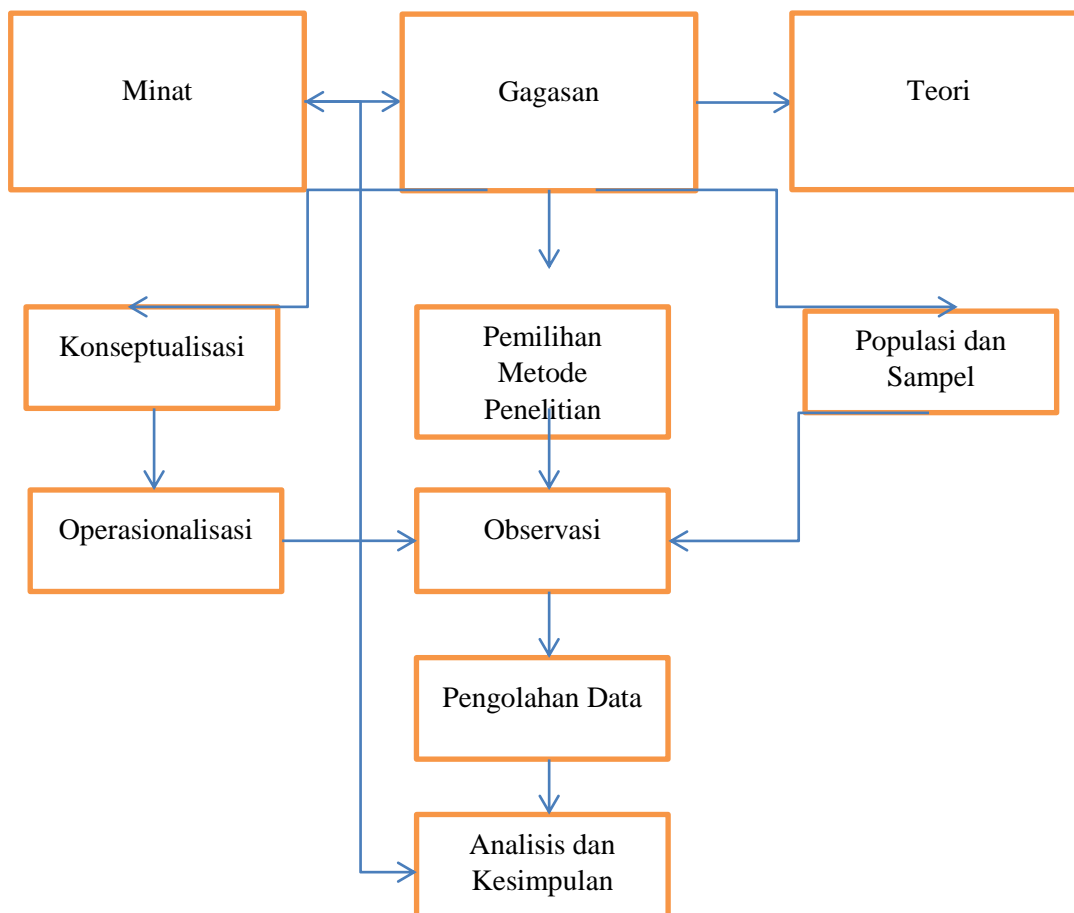 Minat
Gagasan
Teori
Konseptualisasi
Pemilihan
Metode
Penelitian
Populasi dan
Sampel
Operasionalisasi
Observasi
Pengolahan Data
Analisis dan
Kesimpulan